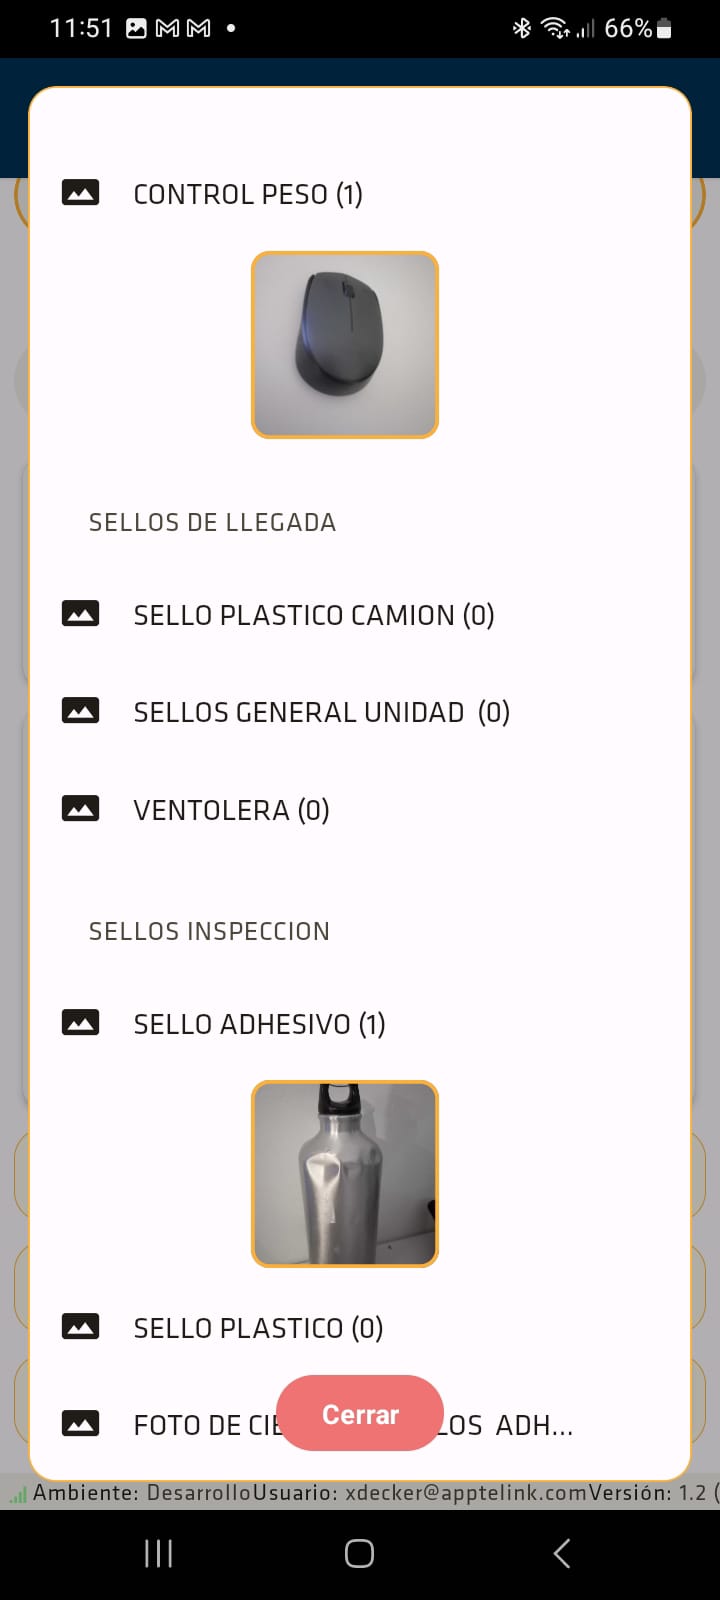 11:51
66%
CONTROL PESO (1)
SELLOS DE LLEGADA
SELLO PLASTICO CAMION (0)
SELLOS GENERAL UNIDAD (0)
VENTOLERA (0)
SELLOS INSPECCION
SELLO ADHESIVO (1)
SELLO PLASTICO (0)
FOTO DE CIE LOS ADH...
Cerrar
Ambiente: DesarrolloUsuario: xdecker@apptelink.comVersión: 1.2 (